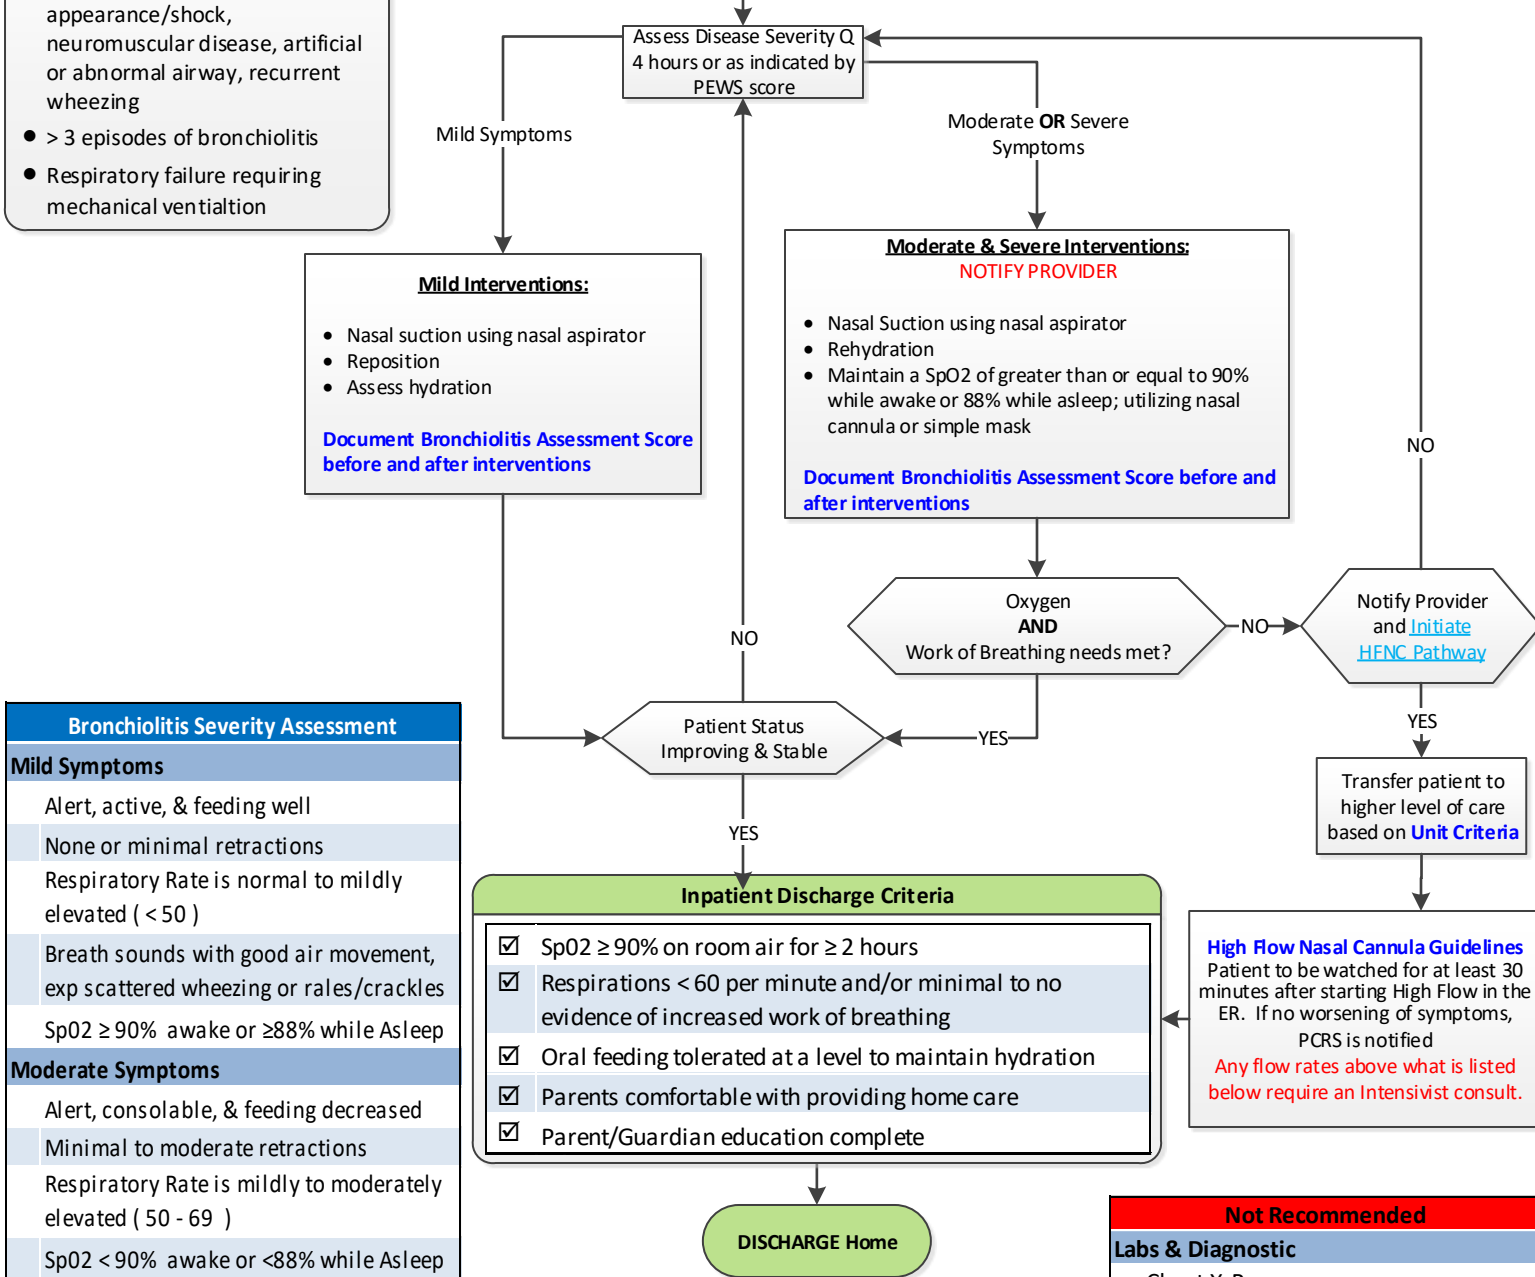 appearance/shock,
neuromuscular disease, artificial
or abnormal airway, recurrent
wheezing
● > 3 episodes of bronchiolitis
● Respiratory failure requiring
mechanical ventialtion
Assess Disease Severity Q
4 hours or as indicated by
PEWS score
Mild Symptoms
Moderate OR Severe
Symptoms
Mild Interventions:
• Nasal suction using nasal aspirator
• Reposition
• Assess hydration
Document Bronchiolitis Assessment Score
before and after interventions
Moderate & Severe Interventions:
NOTIFY PROVIDER
• Nasal Suction using nasal aspirator
• Rehydration
• Maintain a SpO2 of greater than or equal to 90%
while awake or 88% while asleep; utilizing nasal
cannula or simple mask
Document Bronchiolitis Assessment Score before and
after interventions
NO
Oxygen
AND
Work of Breathing needs met?
NO
Notify Provider
and Initiate
HFNC Pathway
NO
YES
Patient Status
Improving & Stable
YES
YES
Transfer patient to
higher level of care
based on Unit Criteria
High Flow Nasal Cannula Guidelines
Patient to be watched for at least 30
minutes after starting High Flow in the
ER. If no worsening of symptoms,
PCRS is notified
Any flow rates above what is listed
below require an Intensivist consult.
Inpatient Discharge Criteria
☑ Sp02 ≥ 90% on room air for ≥ 2 hours
☑ Respirations < 60 per minute and/or minimal to no
evidence of increased work of breathing
☑ Oral feeding tolerated at a level to maintain hydration
☑ Parents comfortable with providing home care
☑ Parent/Guardian education complete
DISCHARGE Home
Bronchiolitis Severity Assessment
Mild Symptoms
Alert, active, & feeding well
None or minimal retractions
Respiratory Rate is normal to mildly
elevated ( < 50 )
Breath sounds with good air movement,
exp scattered wheezing or rales/crackles
Sp02 ≥ 90% awake or ≥88% while Asleep
Moderate Symptoms
Alert, consolable, & feeding decreased
Minimal to moderate retractions
Respiratory Rate is mildly to moderately
elevated ( 50 - 69 )
Sp02 < 90% awake or <88% while Asleep
Not Recommended
Labs & Diagnostic